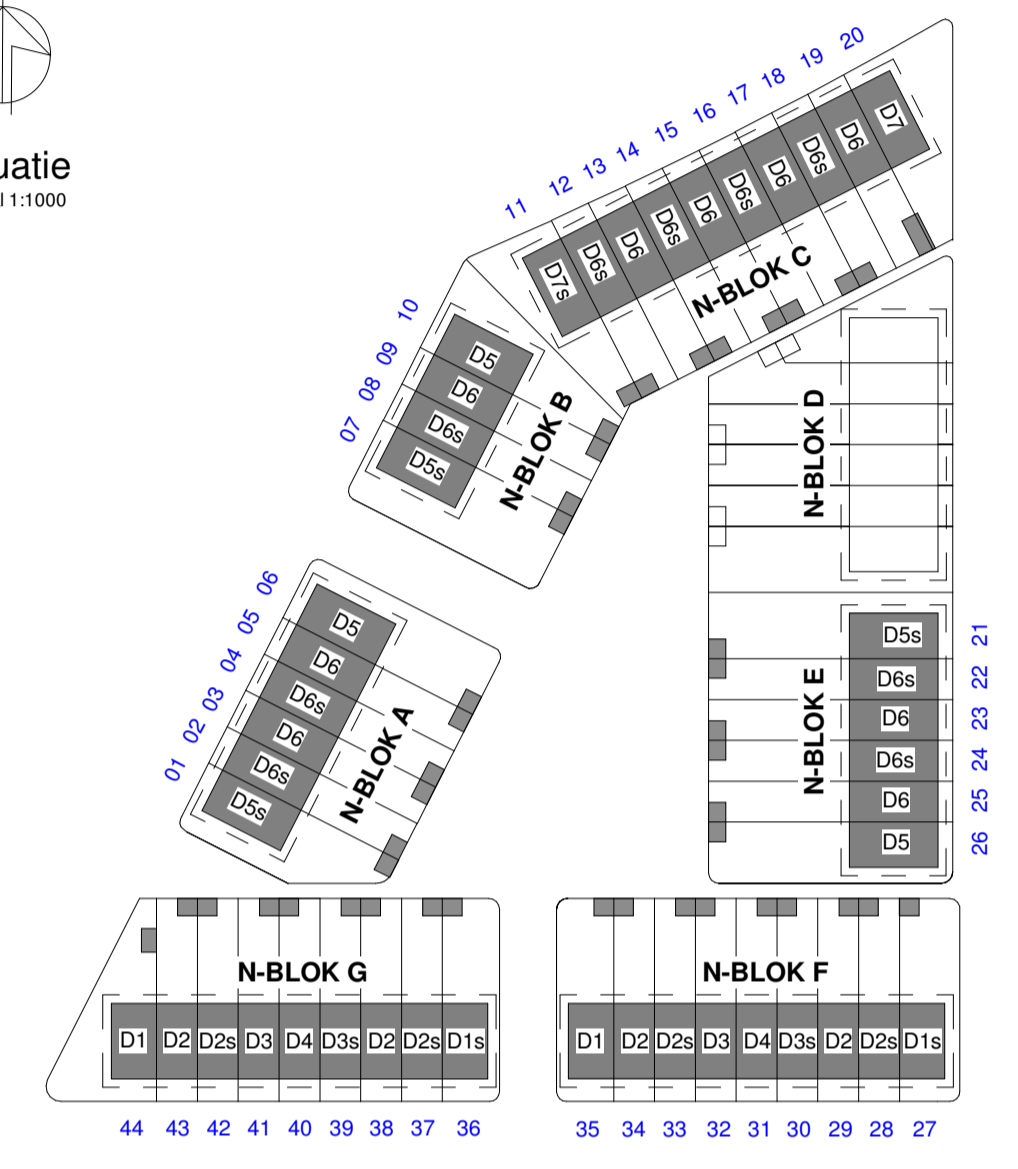 uatie
l 1:1000
11 12 13 14 15 16 17 18 19 20
D7s D6s D6 D6s D6 D6s D6 D6s D6 D7
N-BLOK C
10
09
08
07
D5
D6
D6s
D5s
N-BLOK B
N-BLOK D
06
05
04
03
02
01
D5
D6
D6s
D6
D6s
D5s
N-BLOK A
N-BLOK E
D5s 21
D6s 22
D6 23
D6s 24
D6 25
D5 26
N-BLOK G
D1 D2 D2s D3 D4 D3s D2 D2s D1s
44 43 42 41 40 39 38 37 36
N-BLOK F
D1 D2 D2s D3 D4 D3s D2 D2s D1s
35 34 33 32 31 30 29 28 27